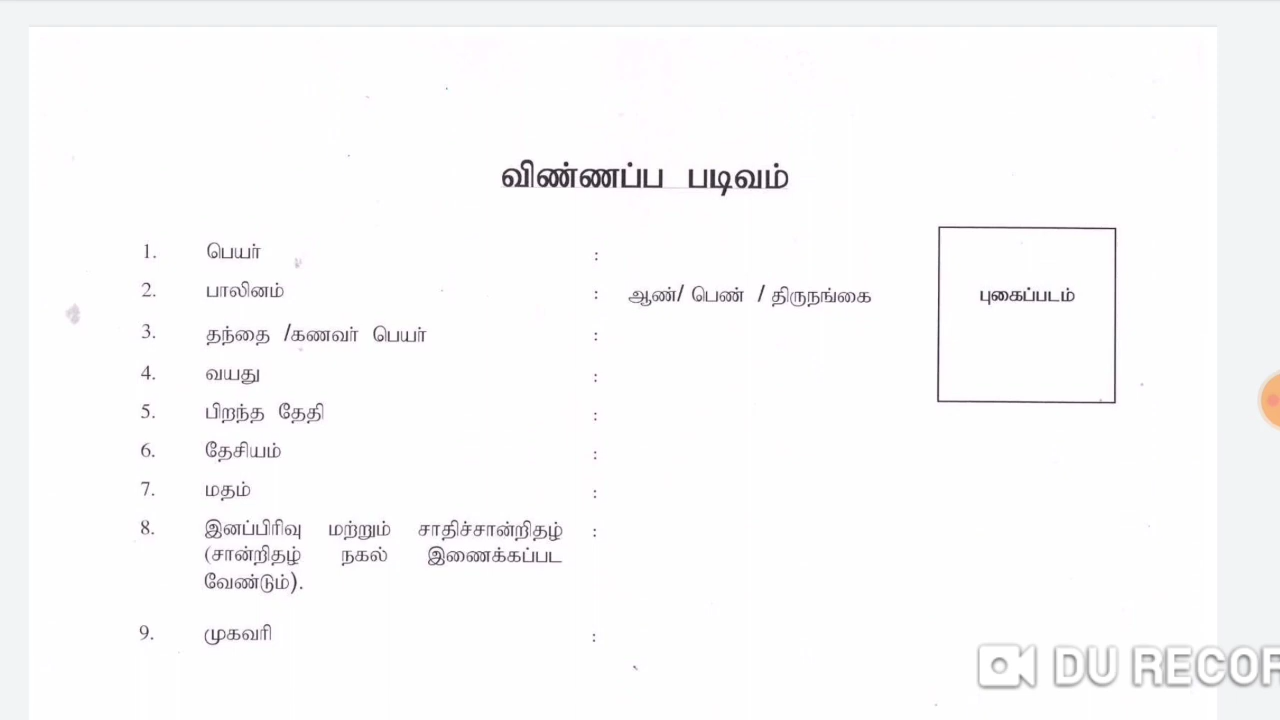 விண்ணப்ப படிவம்
1. பெயர் :
2. பாலினம் : ஆண்/ பெண் / திருநங்கை
புகைப்படம்
3. தந்தை /கணவர் பெயர் :
4. வயது :
5. பிறந்த தேதி :
6. தேசியம் :
7. மதம் :
8. இனப்பிரிவு மற்றும் சாதிச்சான்றிதழ் :
(சான்றிதழ் நகல் இணைக்கப்பட
வேண்டும்).
9. முகவரி :
DU RECOR